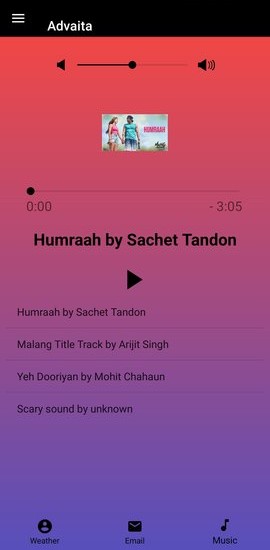 Advaita
HUMRAAH
0:00
- 3:05
Humraah by Sachet Tandon
Humraah by Sachet Tandon
Malang Title Track by Arijit Singh
Yeh Dooriyan by Mohit Chahaun
Scary sound by unknown
Weather
Email
Music